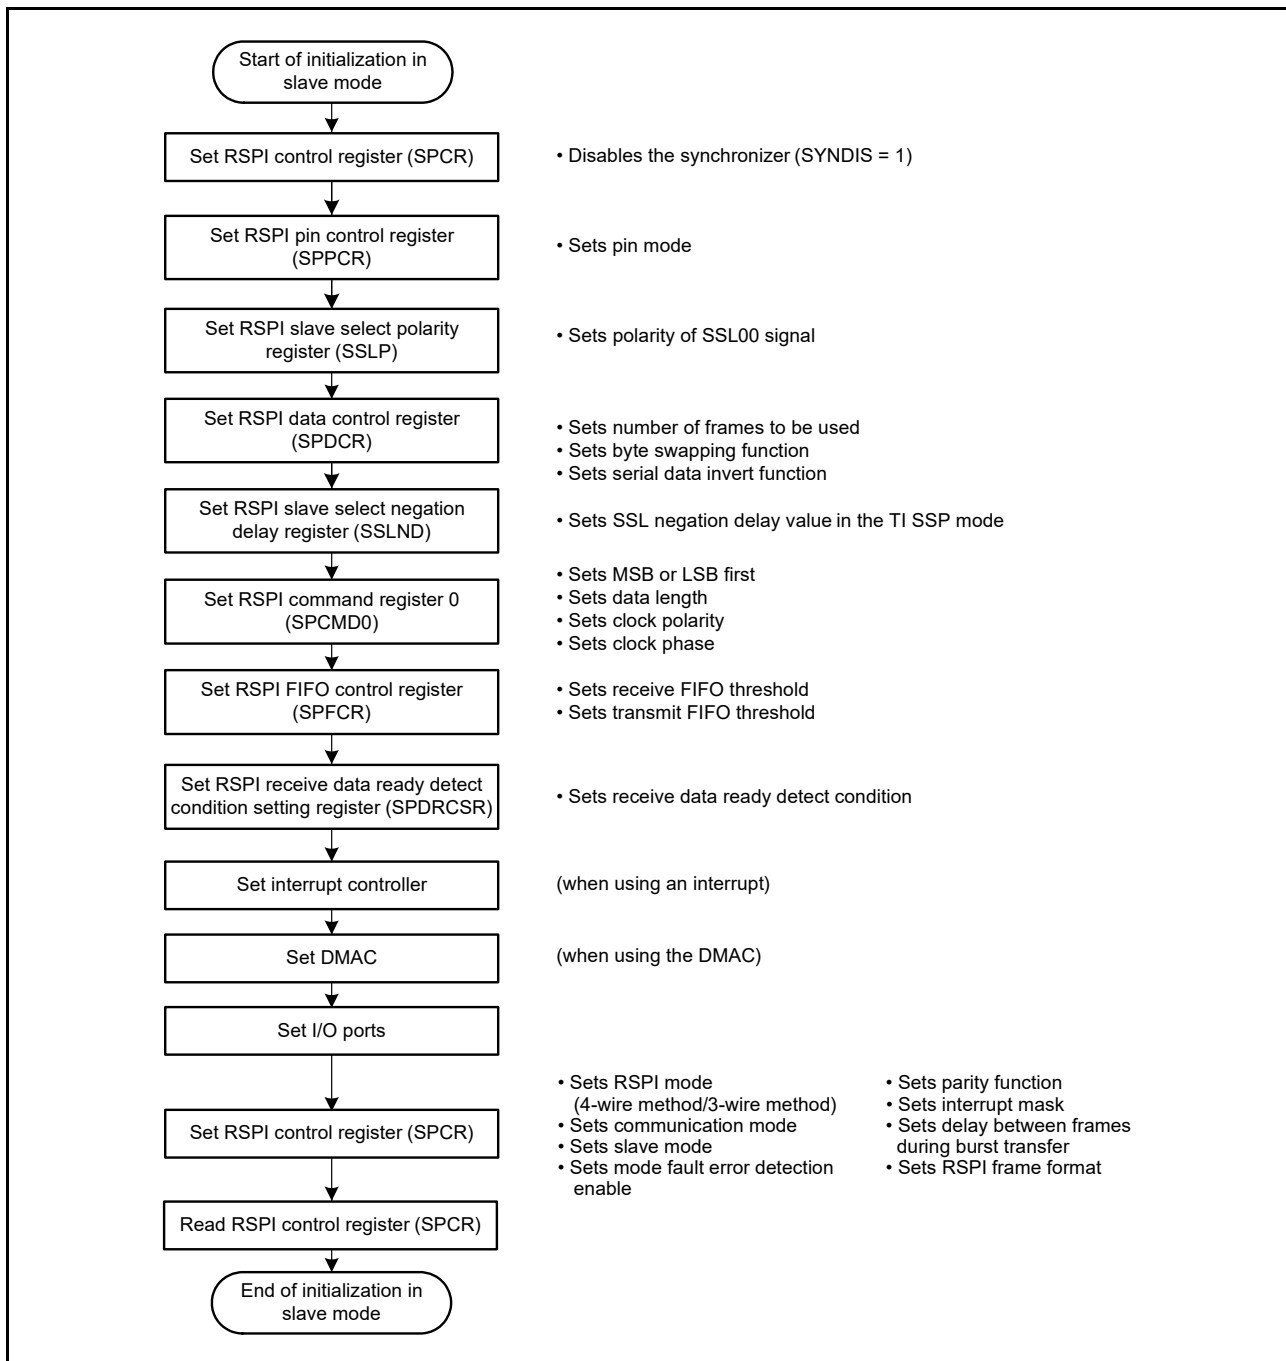 Start of initialization in
slave mode
Set RSPI control register (SPCR)
• Disables the synchronizer (SYNDIS = 1)
Set RSPI pin control register
(SPPCR)
• Sets pin mode
Set RSPI slave select polarity
register (SSLP)
• Sets polarity of SSL00 signal
Set RSPI data control register
(SPDCR)
• Sets number of frames to be used
• Sets byte swapping function
• Sets serial data invert function
Set RSPI slave select negation
delay register (SSLND)
• Sets SSL negation delay value in the TI SSP mode
Set RSPI command register 0
(SPCMD0)
• Sets MSB or LSB first
• Sets data length
• Sets clock polarity
• Sets clock phase
Set RSPI FIFO control register
(SPFCR)
• Sets receive FIFO threshold
• Sets transmit FIFO threshold
Set RSPI receive data ready detect
condition setting register (SPDRCSR)
• Sets receive data ready detect condition
Set interrupt controller
(when using an interrupt)
Set DMAC
(when using the DMAC)
Set I/O ports
Set RSPI control register (SPCR)
• Sets RSPI mode
(4-wire method/3-wire method)
• Sets communication mode
• Sets slave mode
• Sets mode fault error detection
enable
• Sets parity function
• Sets interrupt mask
• Sets delay between frames
during burst transfer
• Sets RSPI frame format
Read RSPI control register (SPCR)
End of initialization in
slave mode